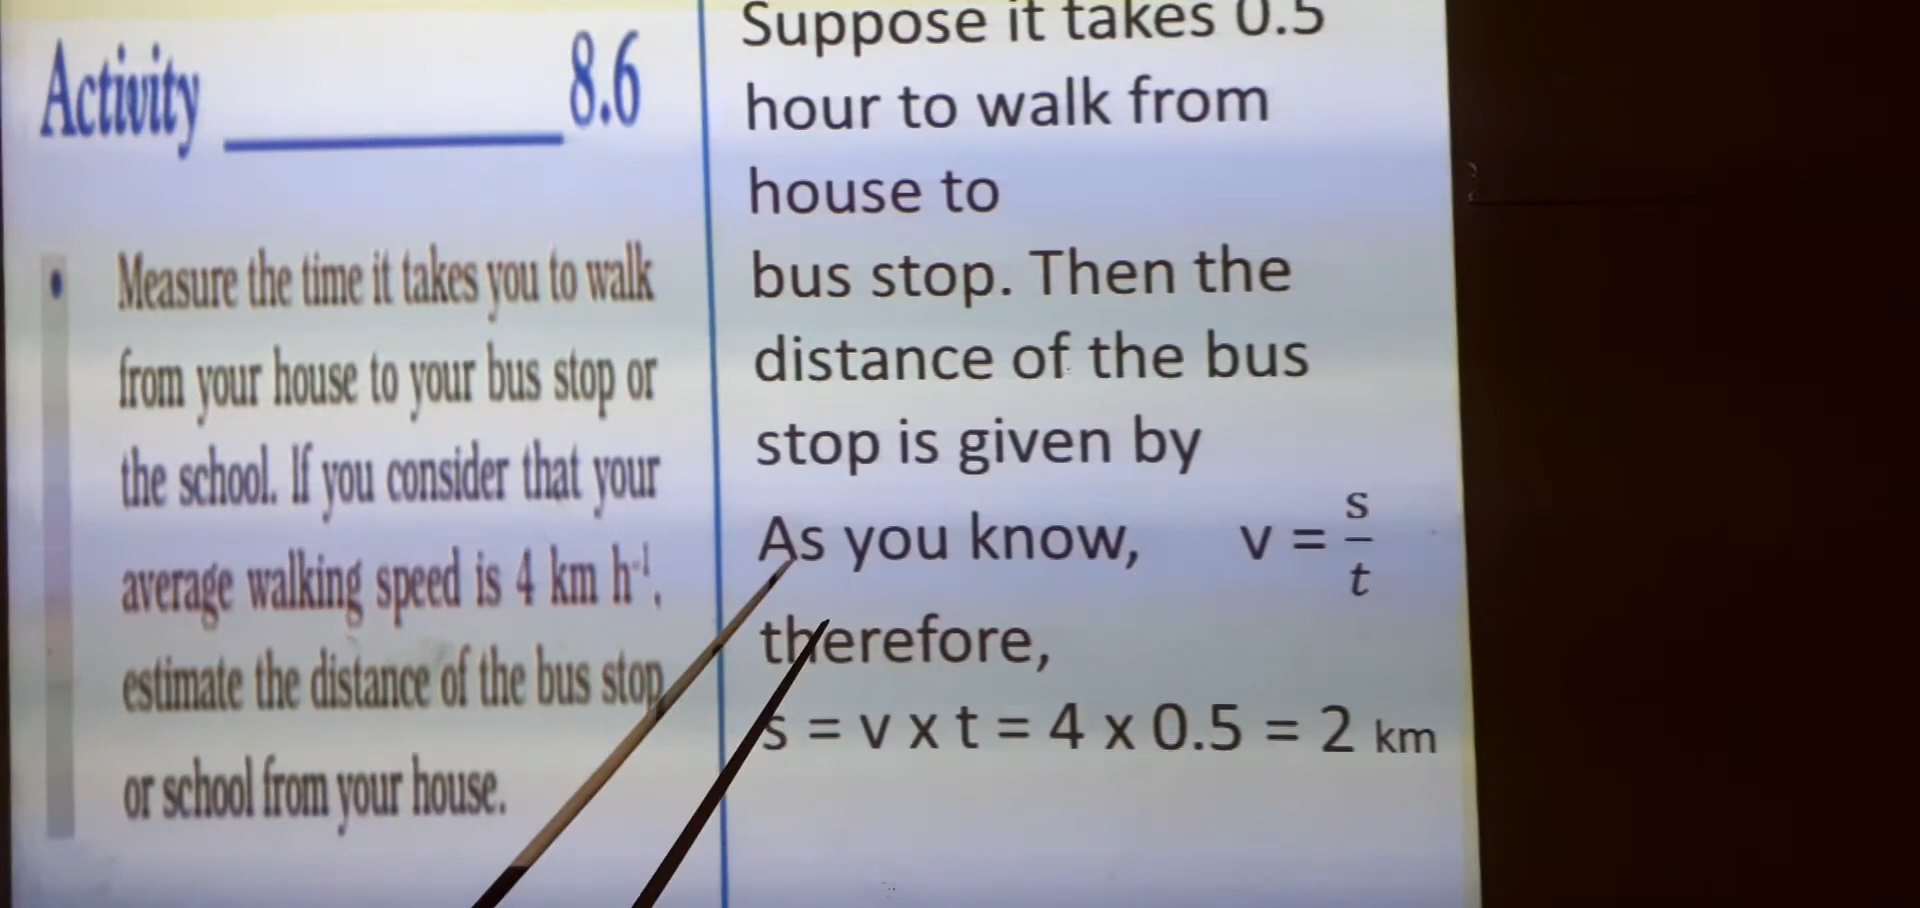 Activity 8.6
Measure the time it takes you to walk
from your house to your bus stop or
the school. If you consider that your
average walking speed is 4 km h⁻¹,
estimate the distance of the bus stop
or school from your house.
Suppose it takes 0.5
hour to walk from
house to
bus stop. Then the
distance of the bus
stop is given by
As you know, v = s/t
therefore,
s = v x t = 4 x 0.5 = 2 km